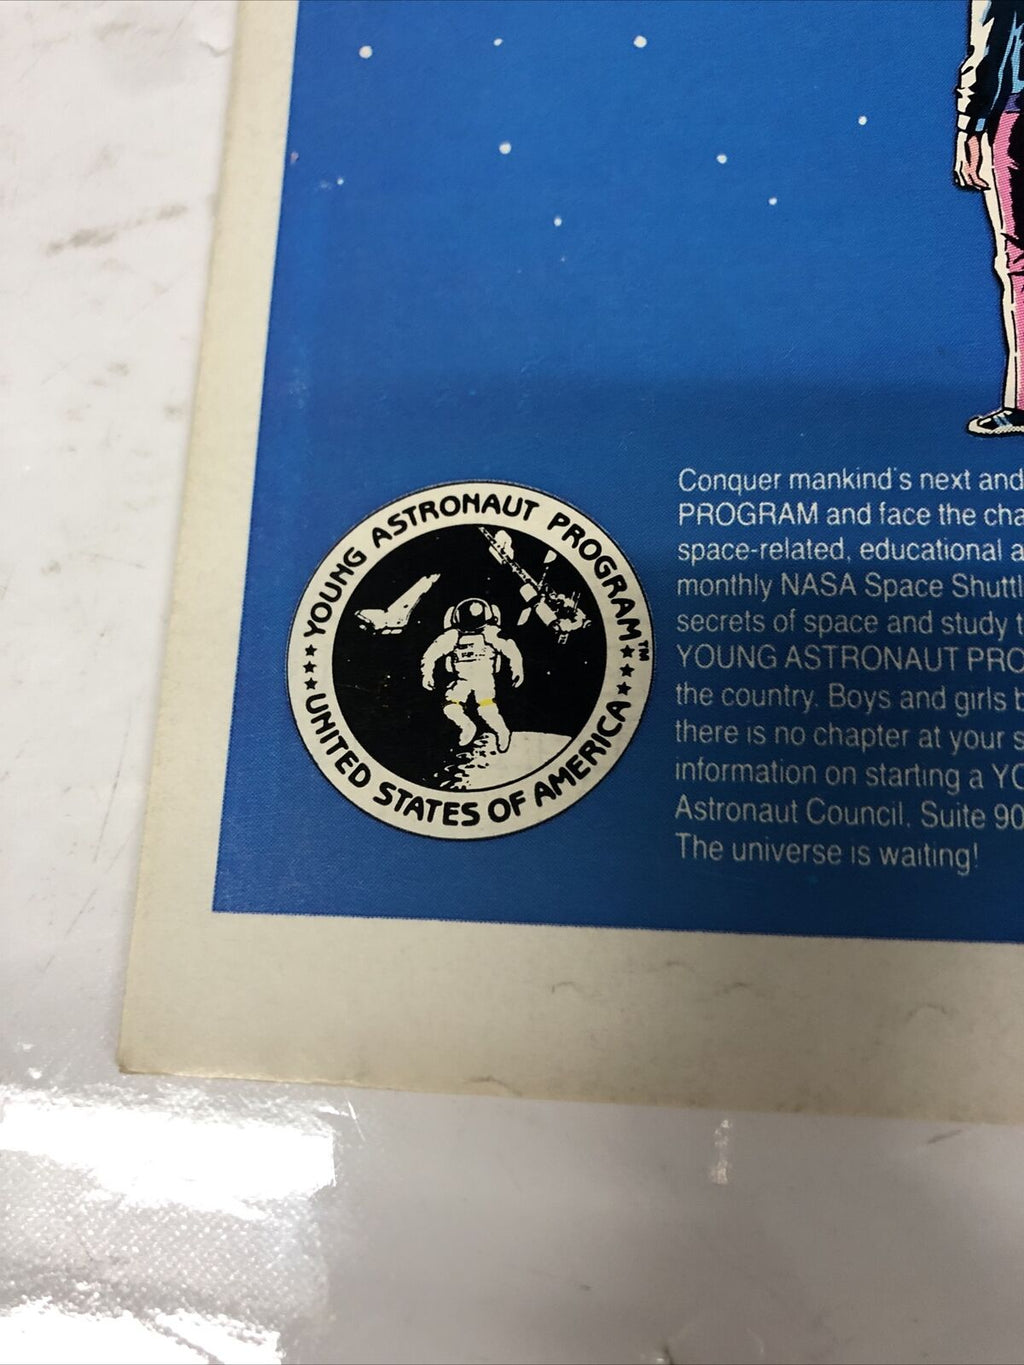 YOUNG ASTRONAUT PROGRAM™
UNITED STATES OF AMERICA
Conquer mankind's next and
PROGRAM and face the cha
space-related, educational a
monthly NASA Space Shuttl
secrets of space and study t
YOUNG ASTRONAUT PRO
the country. Boys and girls b
there is no chapter at your s
information on starting a YO
Astronaut Council, Suite 90
The universe is waiting!